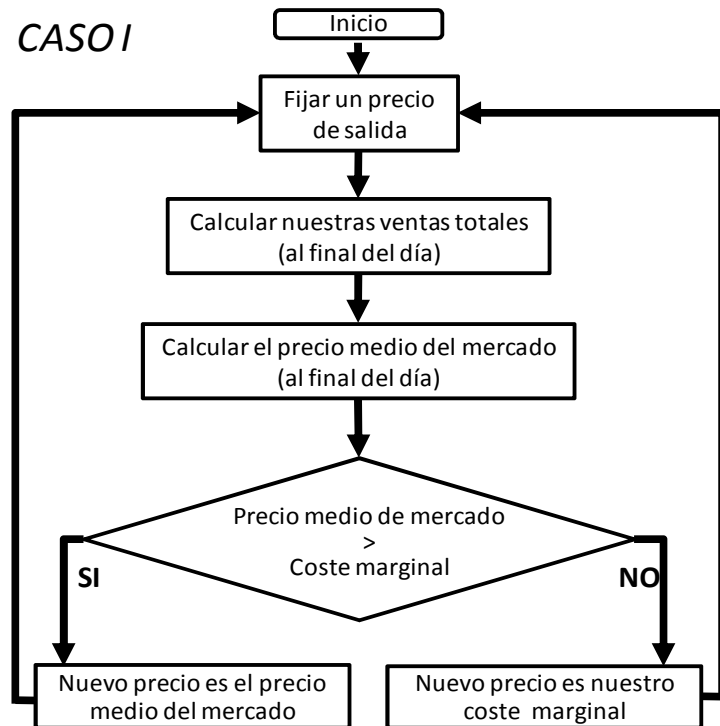 CASO I
Inicio
Fijar un precio
de salida
Calcular nuestras ventas totales
(al final del día)
Calcular el precio medio del mercado
(al final del día)
Precio medio de mercado
>
Coste marginal
SI
NO
Nuevo precio es el precio
medio del mercado
Nuevo precio es nuestro
coste marginal